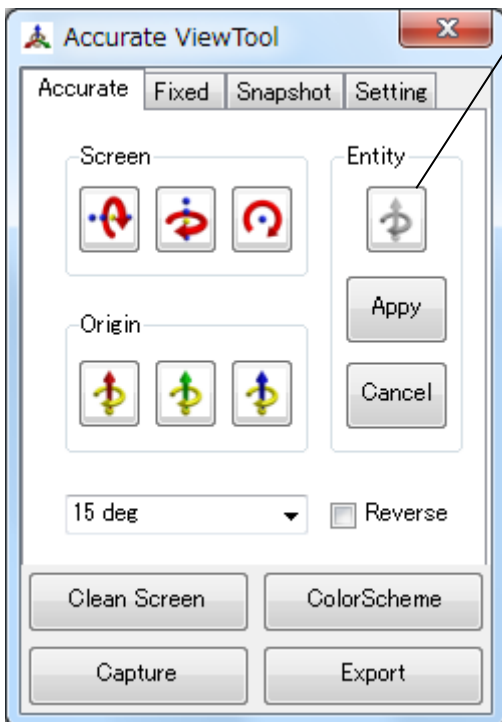 Accurate ViewTool
Accurate Fixed Snapshot Setting
Screen
Entity
Appy
Origin
Cancel
15 deg
Reverse
Clean Screen
ColorScheme
Capture
Export